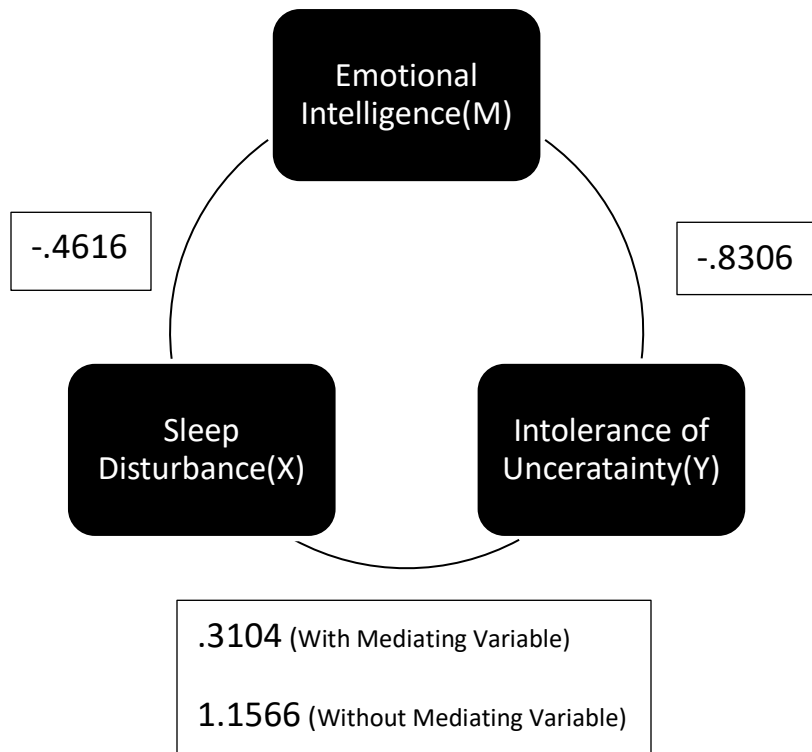 Emotional
Intelligence(M)
-.4616
-.8306
Sleep
Disturbance(X)
Intolerance of
Unceratainty(Y)
.3104 (With Mediating Variable)
1.1566 (Without Mediating Variable)